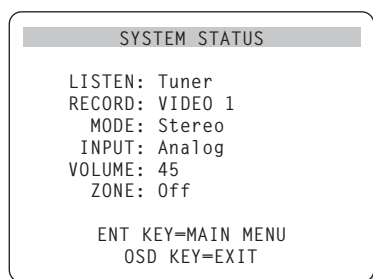 SYSTEM STATUS
LISTEN: Tuner
RECORD: VIDEO 1
MODE: Stereo
INPUT: Analog
VOLUME: 45
ZONE: Off
ENT KEY=MAIN MENU
OSD KEY=EXIT